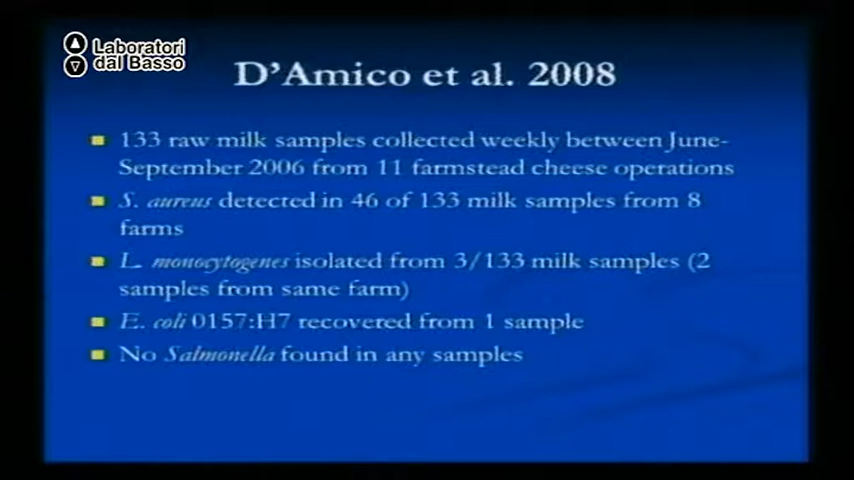 Laboratori
dal Basso
D'Amico et al. 2008
133 raw milk samples collected weekly between June-
September 2006 from 11 farmstead cheese operations
S. aureus detected in 46 of 133 milk samples from 8
farms
L. monocytogenes isolated from 3/133 milk samples (2
samples from same farm)
E. coli 0157:H7 recovered from 1 sample
No Salmonella found in any samples